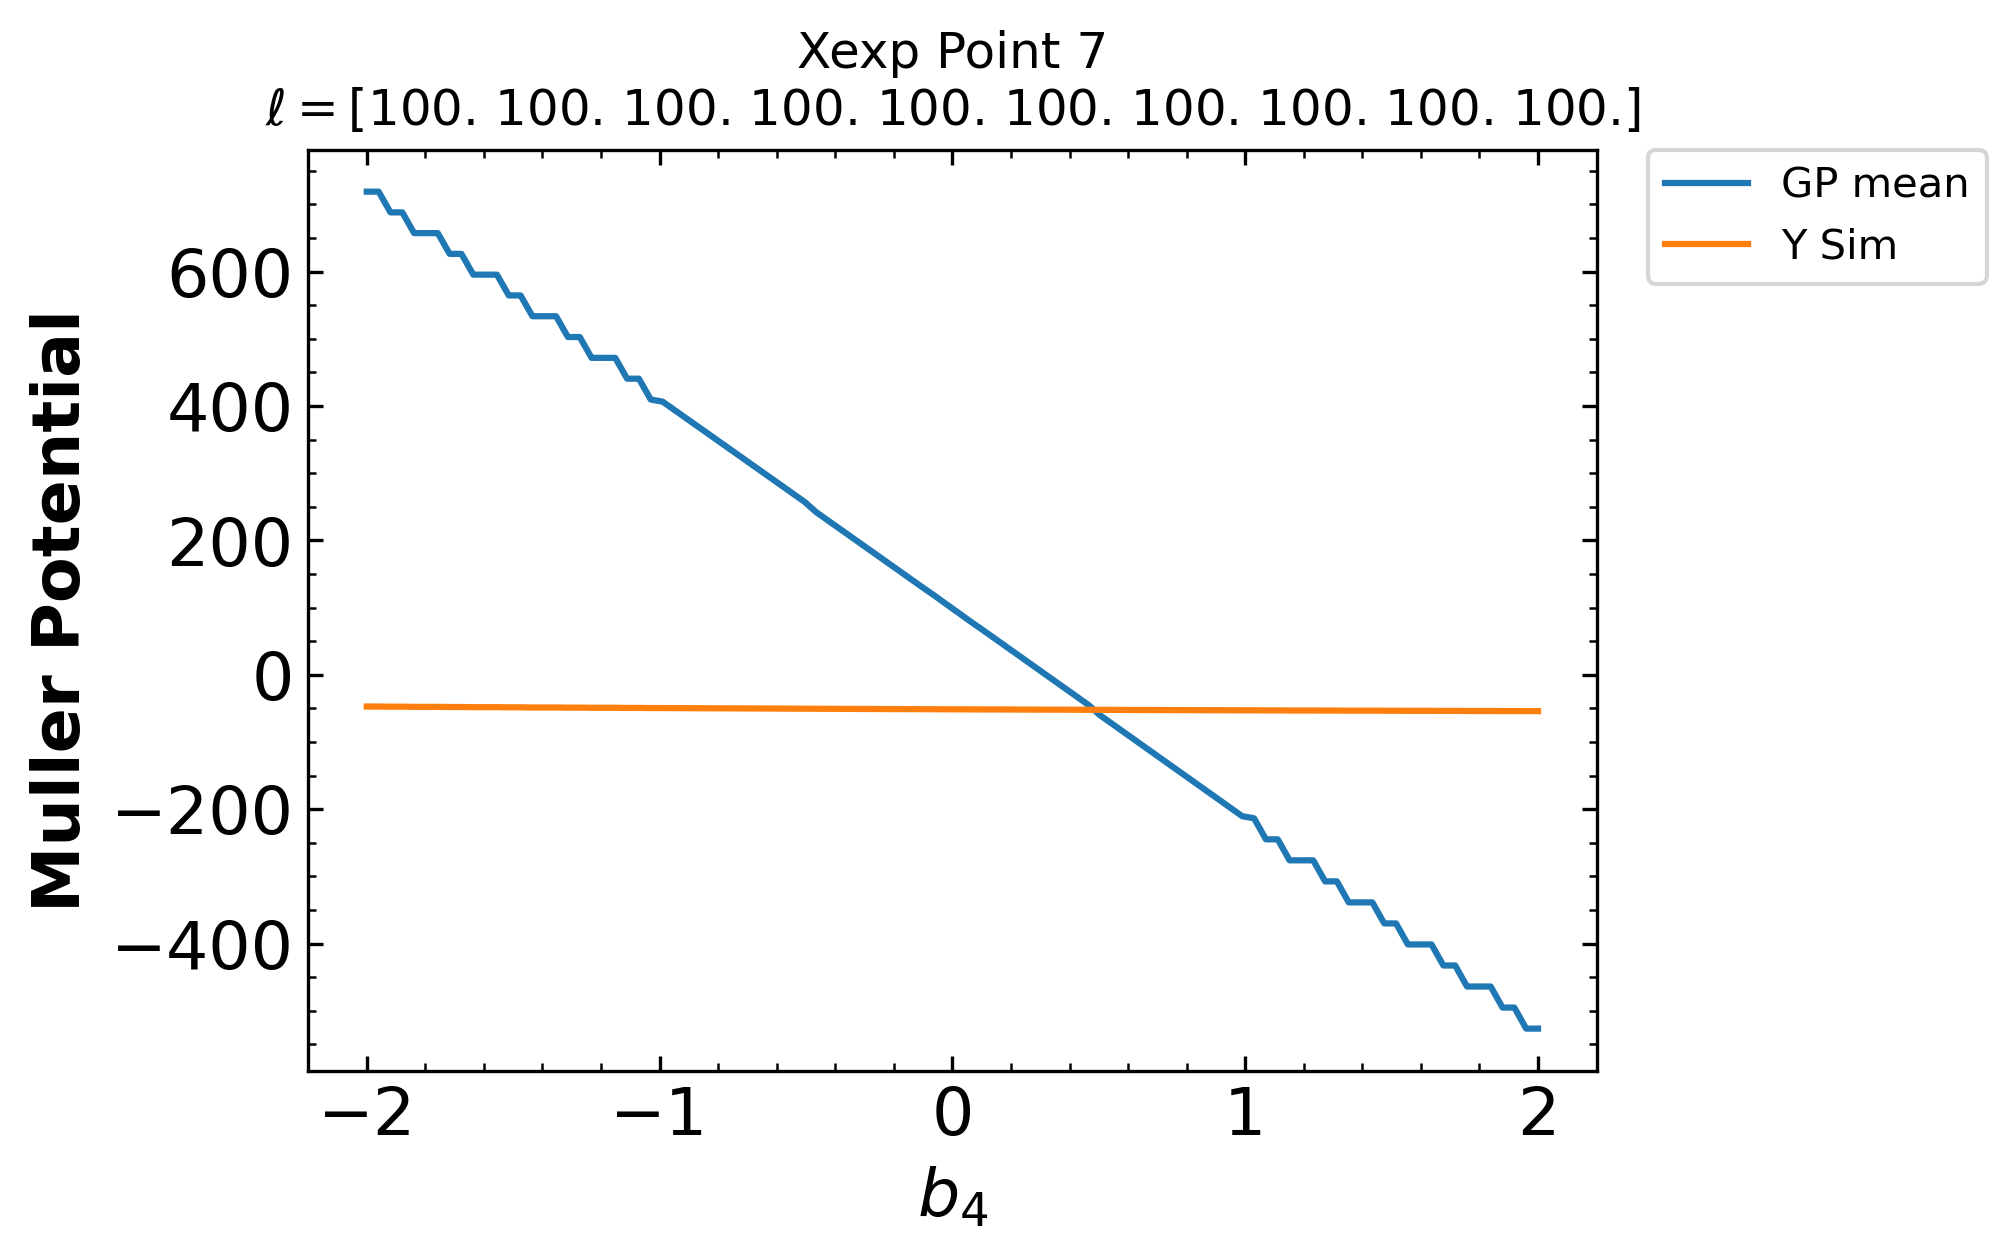 Xexp Point 7
ℓ = [100. 100. 100. 100. 100. 100. 100. 100. 100. 100.]
GP mean
Y Sim
Muller Potential
600
400
200
0
−200
−400
−2 −1 0 1 2
b₄